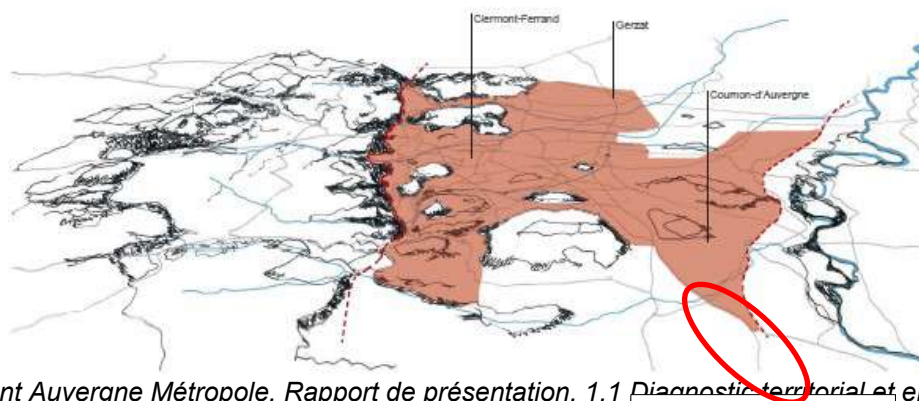 Clermont-Ferrand
Gerzat
Cournon-d'Auvergne
nt Auvergne Métropole. Rapport de présentation. 1.1 Diagnostic territorial et e